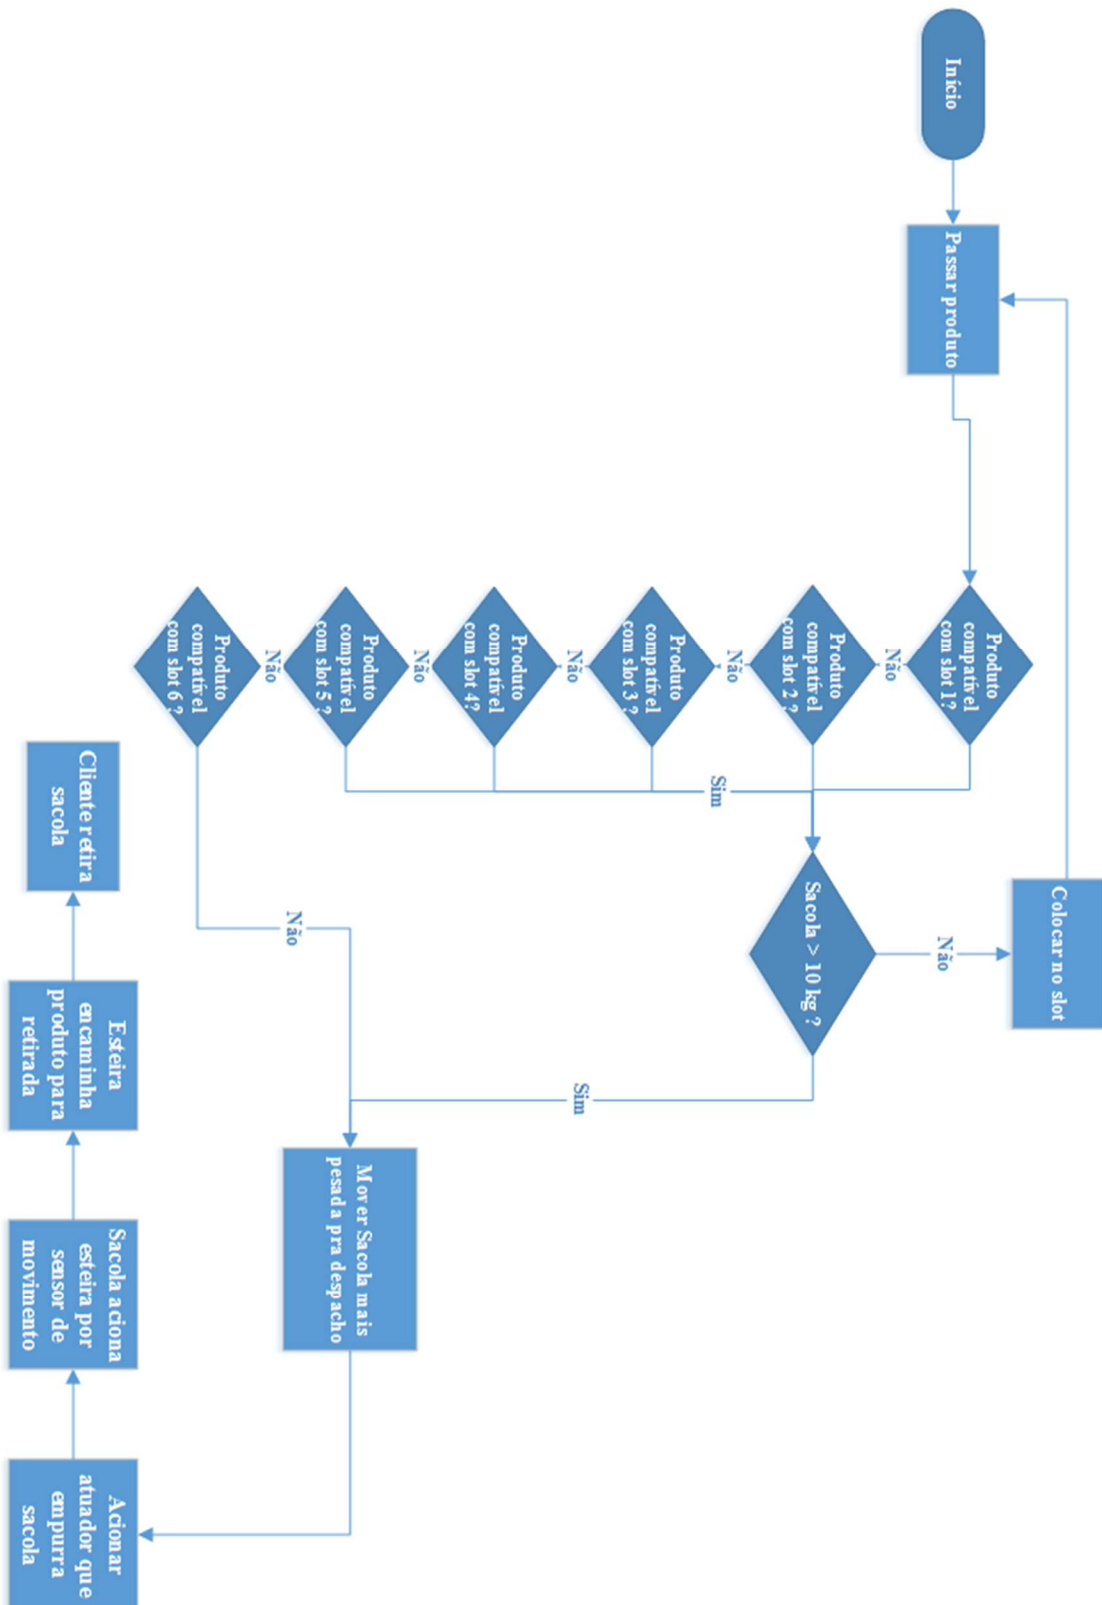 Início
Passar produto
Produto
compatível
com slot 1?
Não
Produto
compatível
com slot 2 ?
Não
Produto
compatível
com slot 3 ?
Não
Produto
compatível
com slot 4?
Não
Produto
compatível
com slot 5 ?
Não
Produto
compatível
com slot 6 ?
Sim
Sacola > 10 kg ?
Não
Colocar no slot
Não
Sim
Mover Sacola mais
pesada pra despacho
Acionar
atuador que
empurra
sacola
Sacola aciona
esteira por
sensor de
movimento
Esteira
encaminha
produto para
retirada
Cliente retira
sacola